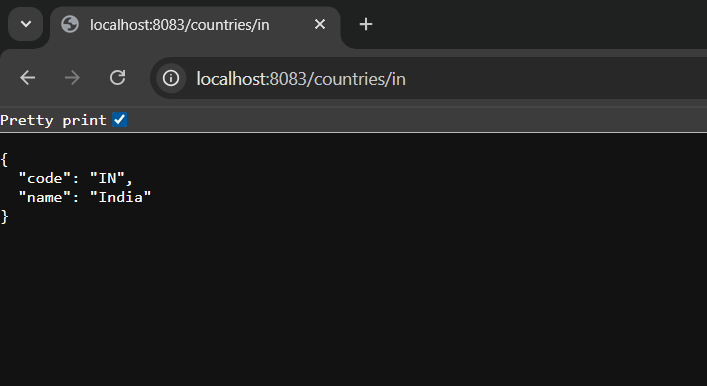 localhost:8083/countries/in
localhost:8083/countries/in
Pretty print
{
  "code": "IN",
  "name": "India"
}